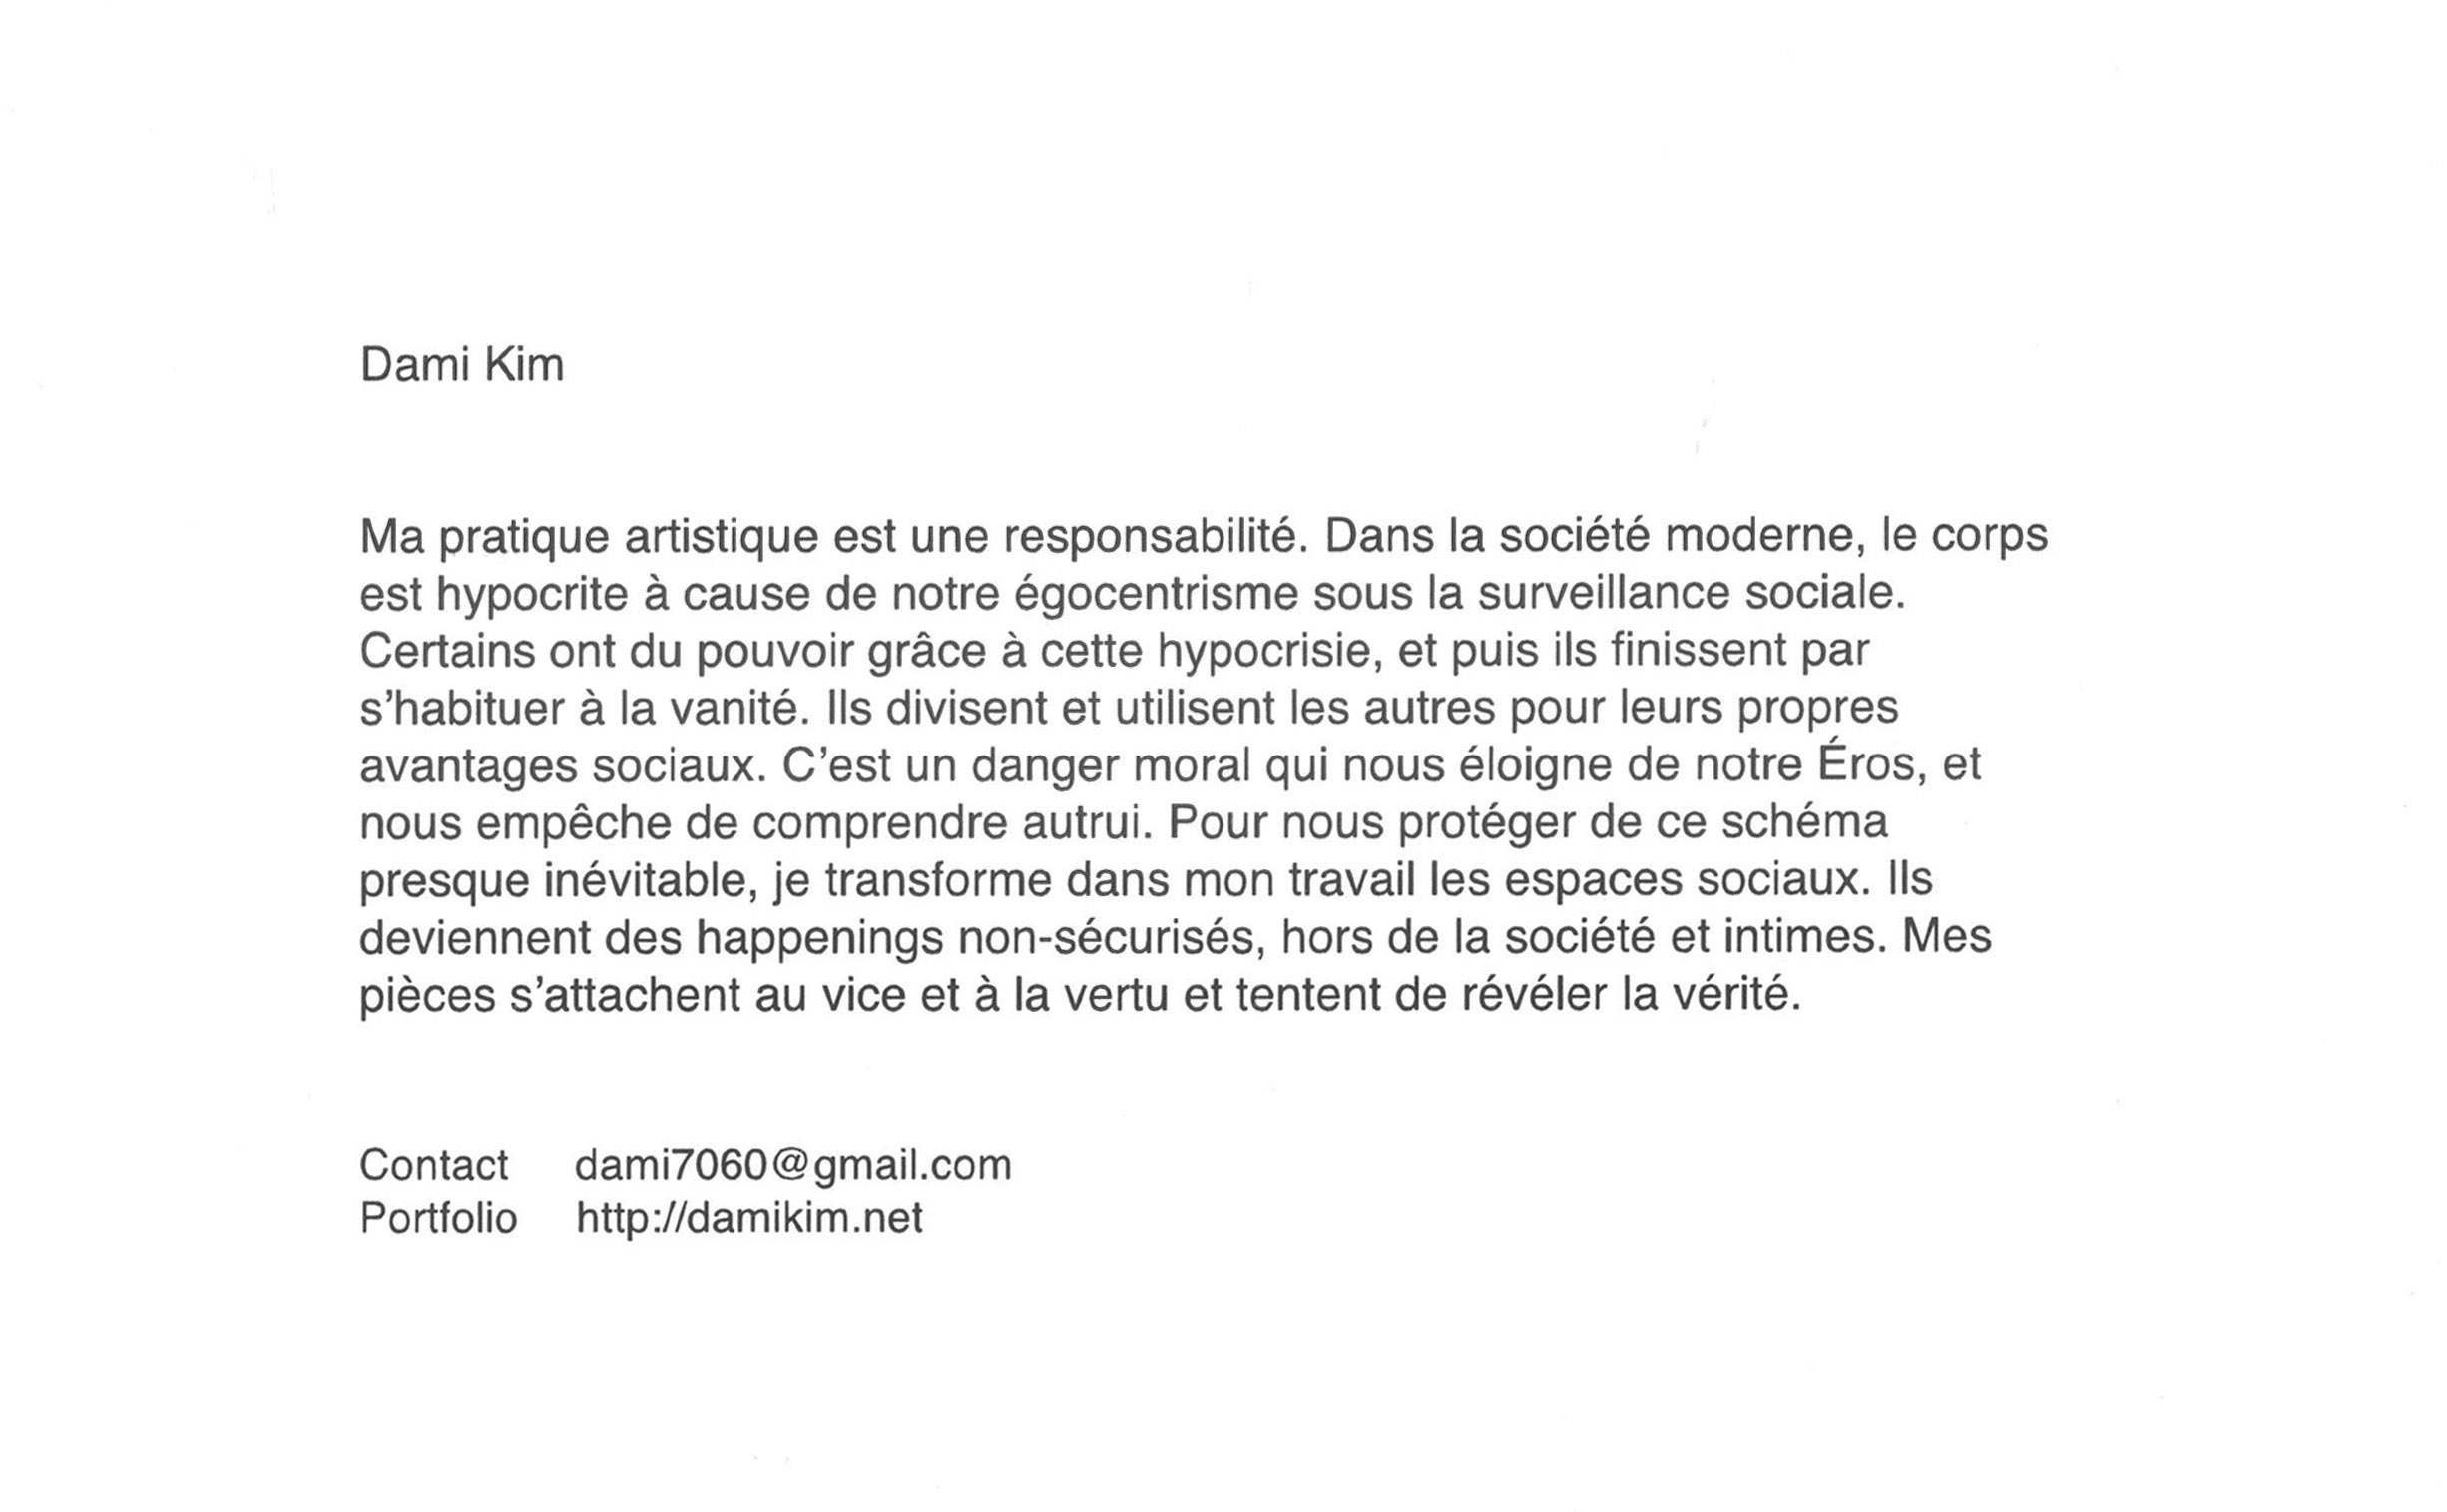 Dami Kim
Ma pratique artistique est une responsabilité. Dans la société moderne, le corps
est hypocrite à cause de notre égocentrisme sous la surveillance sociale.
Certains ont du pouvoir grâce à cette hypocrisie, et puis ils finissent par
s’habituer à la vanité. Ils divisent et utilisent les autres pour leurs propres
avantages sociaux. C’est un danger moral qui nous éloigne de notre Éros, et
nous empêche de comprendre autrui. Pour nous protéger de ce schéma
presque inévitable, je transforme dans mon travail les espaces sociaux. Ils
deviennent des happenings non-sécurisés, hors de la société et intimes. Mes
pièces s’attachent au vice et à la vertu et tentent de révéler la vérité.
Contact dami7060@gmail.com
Portfolio http://damikim.net